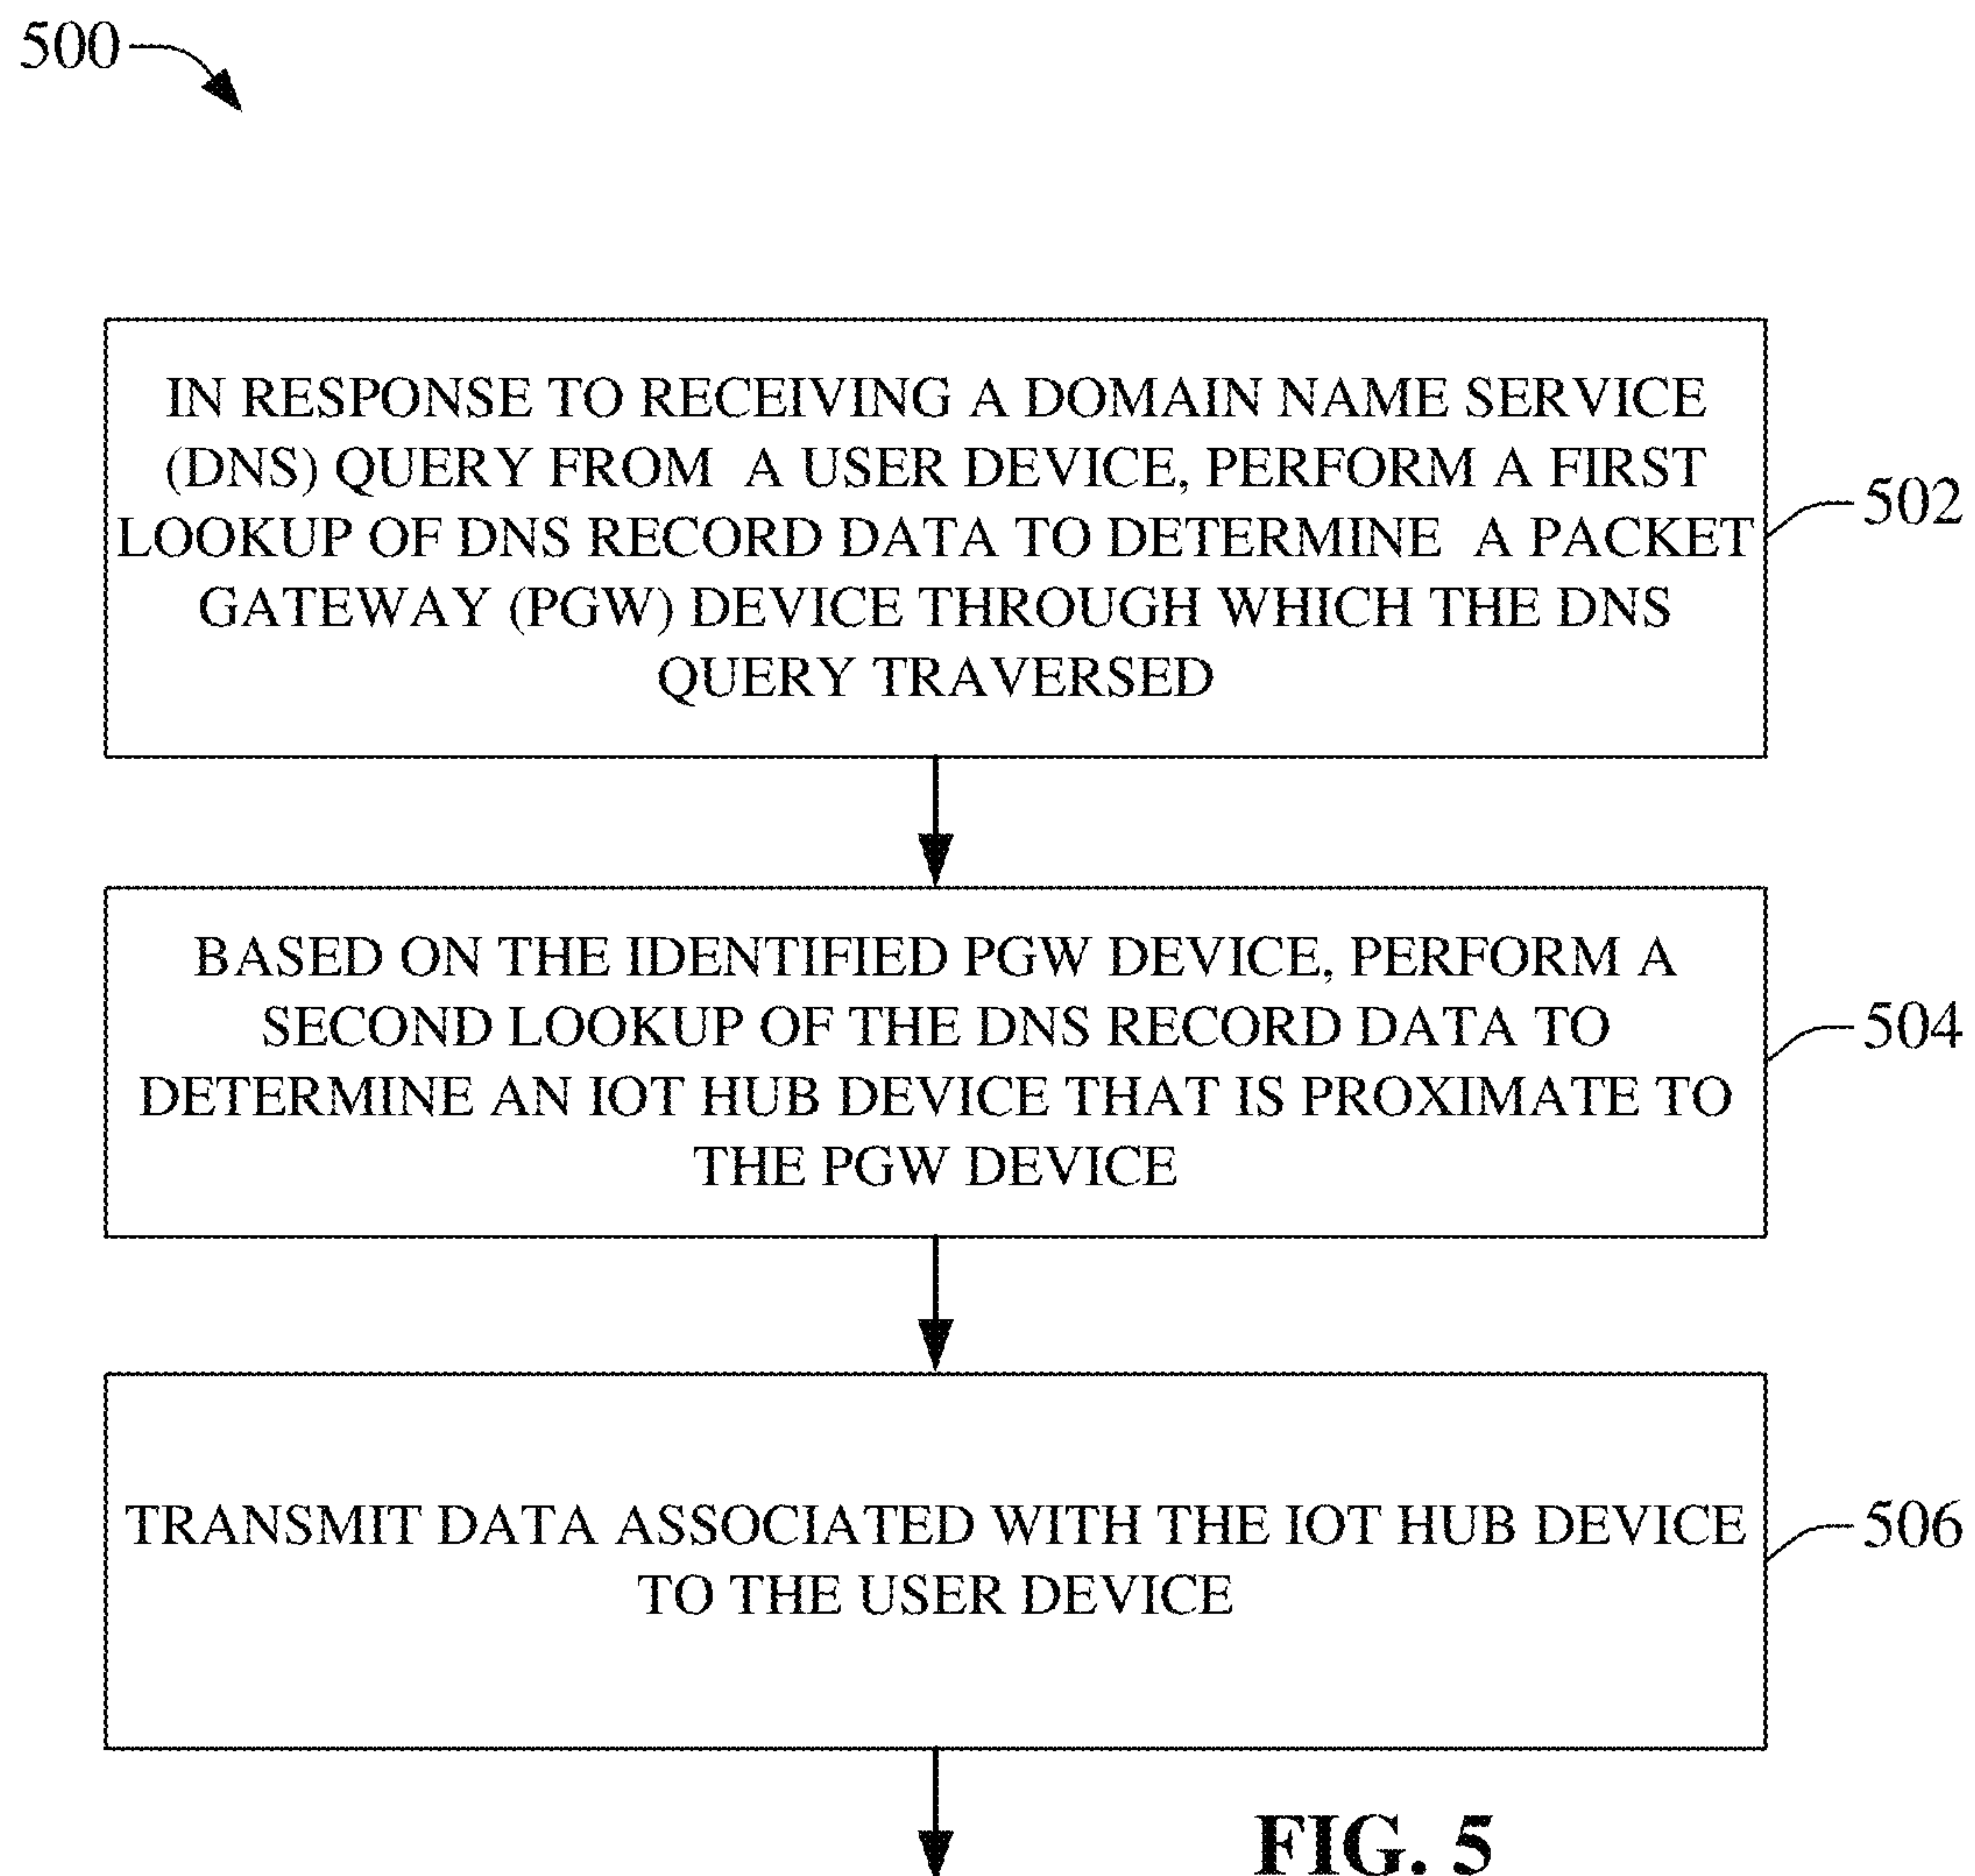 500
IN RESPONSE TO RECEIVING A DOMAIN NAME SERVICE
(DNS) QUERY FROM A USER DEVICE, PERFORM A FIRST
LOOKUP OF DNS RECORD DATA TO DETERMINE A PACKET
GATEWAY (PGW) DEVICE THROUGH WHICH THE DNS
QUERY TRAVERSED
502
BASED ON THE IDENTIFIED PGW DEVICE, PERFORM A
SECOND LOOKUP OF THE DNS RECORD DATA TO
DETERMINE AN IOT HUB DEVICE THAT IS PROXIMATE TO
THE PGW DEVICE
504
TRANSMIT DATA ASSOCIATED WITH THE IOT HUB DEVICE
TO THE USER DEVICE
506
FIG. 5